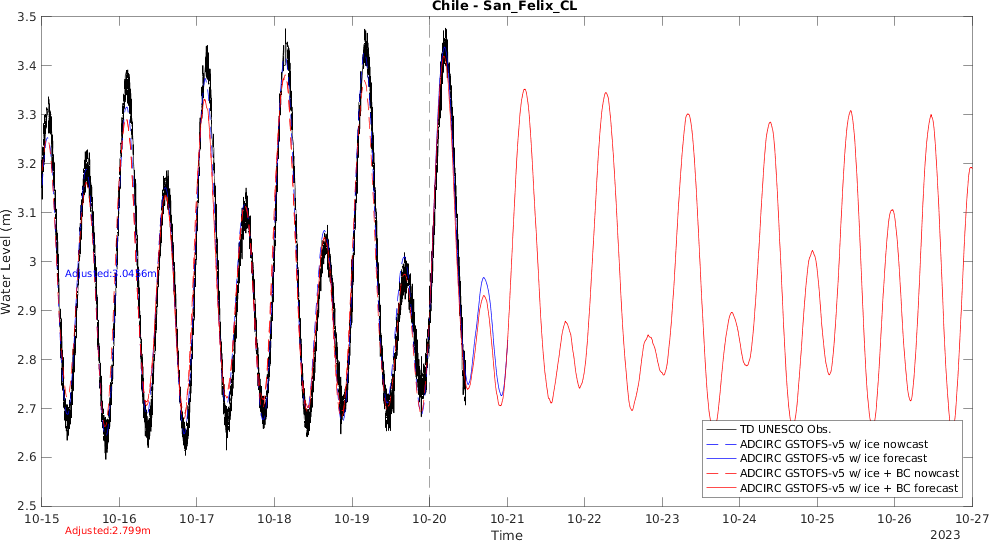 Chile - San_Felix_CL
3.5
3.4
3.3
3.2
3.1
3
2.9
2.8
2.7
2.6
2.5
Water Level (m)
Adjusted:3.0456m
TD UNESCO Obs.
ADCIRC GSTOFS-v5 w/ ice nowcast
ADCIRC GSTOFS-v5 w/ ice forecast
ADCIRC GSTOFS-v5 w/ ice + BC nowcast
ADCIRC GSTOFS-v5 w/ ice + BC forecast
10-15 10-16 10-17 10-18 10-19 10-20 10-21 10-22 10-23 10-24 10-25 10-26 10-27
Adjusted:2.799m
Time
2023